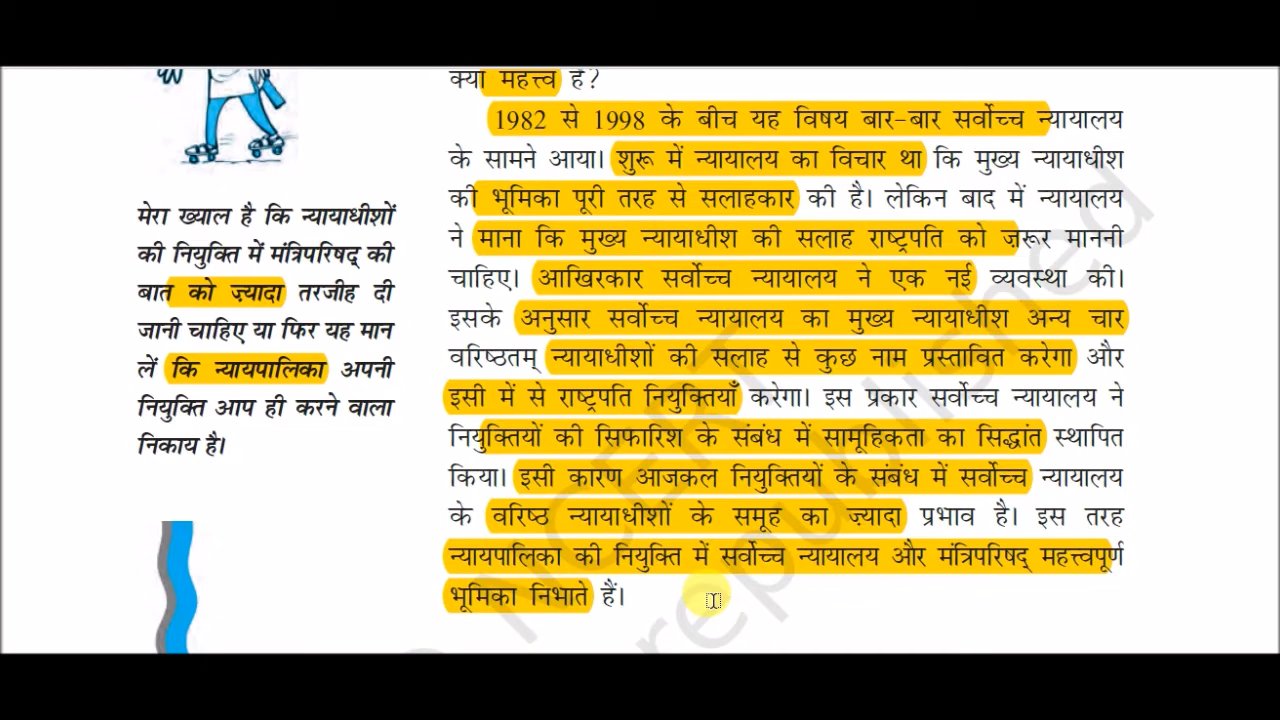 क्या महत्त्व है?
1982 से 1998 के बीच यह विषय बार-बार सर्वोच्च न्यायालय
के सामने आया। शुरू में न्यायालय का विचार था कि मुख्य न्यायाधीश
की भूमिका पूरी तरह से सलाहकार की है। लेकिन बाद में न्यायालय
ने माना कि मुख्य न्यायाधीश की सलाह राष्ट्रपति को ज़रूर माननी
चाहिए। आखिरकार सर्वोच्च न्यायालय ने एक नई व्यवस्था की।
इसके अनुसार सर्वोच्च न्यायालय का मुख्य न्यायाधीश अन्य चार
वरिष्ठतम् न्यायाधीशों की सलाह से कुछ नाम प्रस्तावित करेगा और
इसी में से राष्ट्रपति नियुक्तियाँ करेगा। इस प्रकार सर्वोच्च न्यायालय ने
नियुक्तियों की सिफारिश के संबंध में सामूहिकता का सिद्धांत स्थापित
किया। इसी कारण आजकल नियुक्तियों के संबंध में सर्वोच्च न्यायालय
के वरिष्ठ न्यायाधीशों के समूह का ज़्यादा प्रभाव है। इस तरह
न्यायपालिका की नियुक्ति में सर्वोच्च न्यायालय और मंत्रिपरिषद् महत्त्वपूर्ण
भूमिका निभाते हैं।
मेरा ख्याल है कि न्यायाधीशों
की नियुक्ति में मंत्रिपरिषद् की
बात को ज़्यादा तरजीह दी
जानी चाहिए या फिर यह मान
लें कि न्यायपालिका अपनी
नियुक्ति आप ही करने वाला
निकाय है।
NCERT
republished